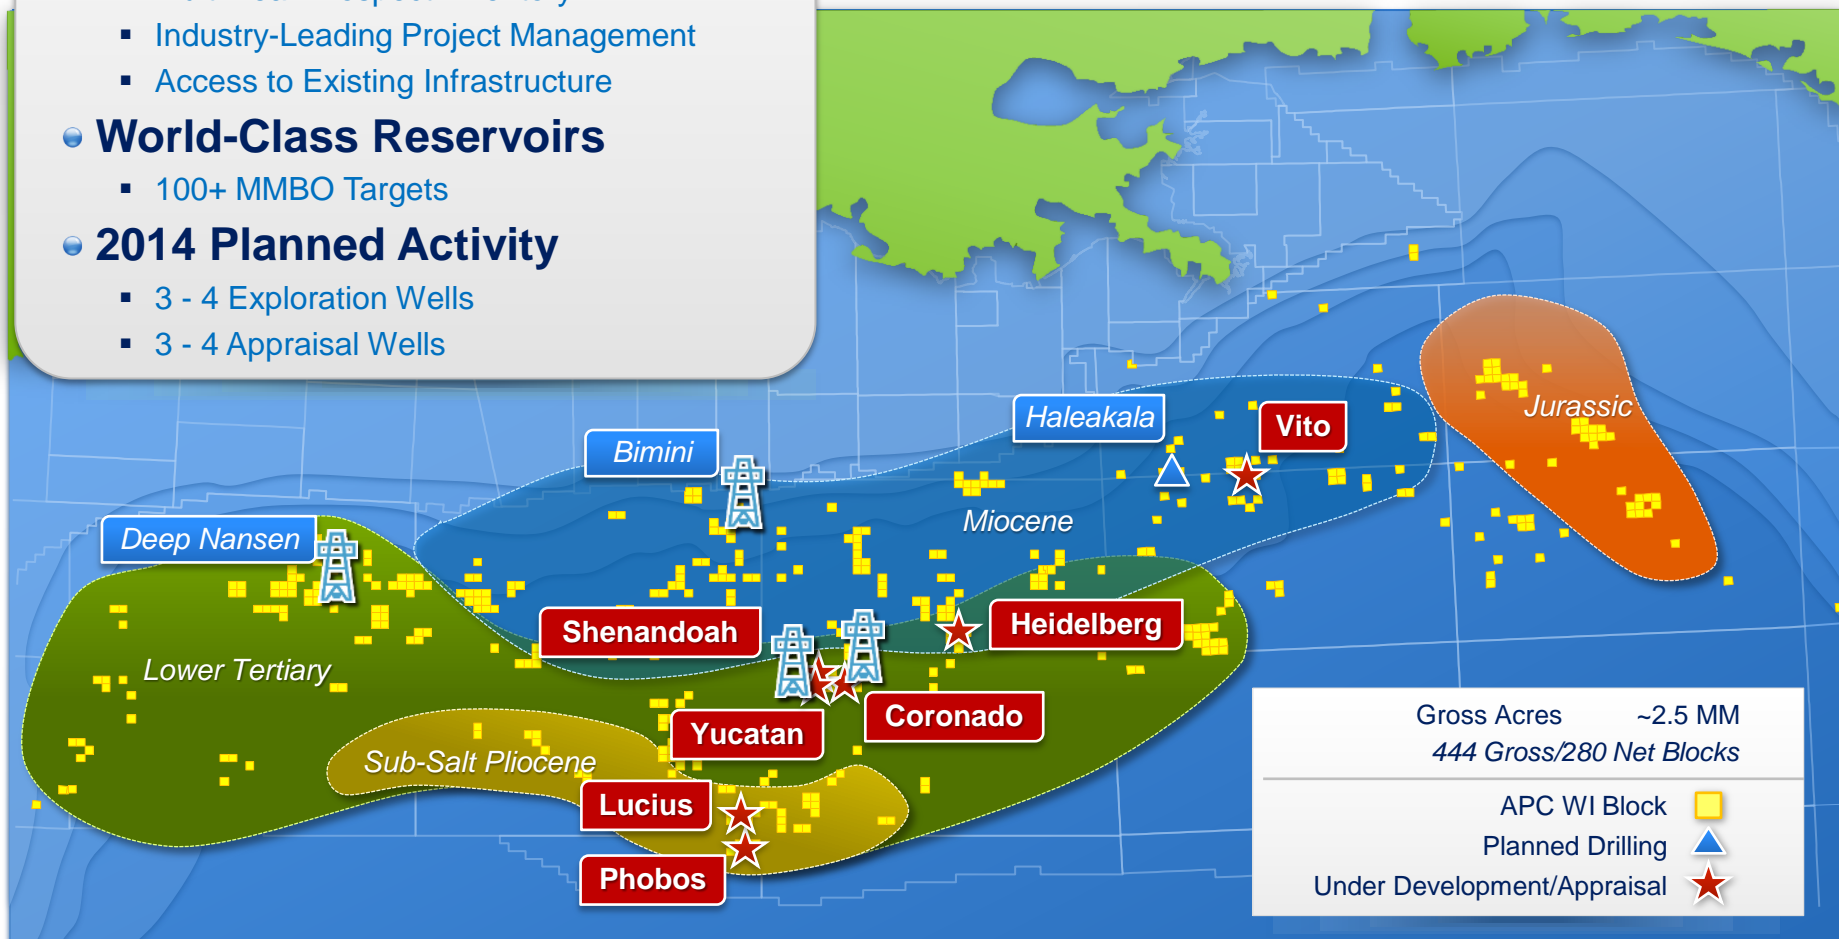 Industry-Leading Project Management
Access to Existing Infrastructure
World-Class Reservoirs
100+ MMBO Targets
2014 Planned Activity
3 - 4 Exploration Wells
3 - 4 Appraisal Wells
Haleakala
Vito
Jurassic
Bimini
Miocene
Deep Nansen
Shenandoah
Heidelberg
Lower Tertiary
Coronado
Yucatan
Sub-Salt Pliocene
Lucius
Phobos
Gross Acres ~2.5 MM
444 Gross/280 Net Blocks
APC WI Block
Planned Drilling
Under Development/Appraisal